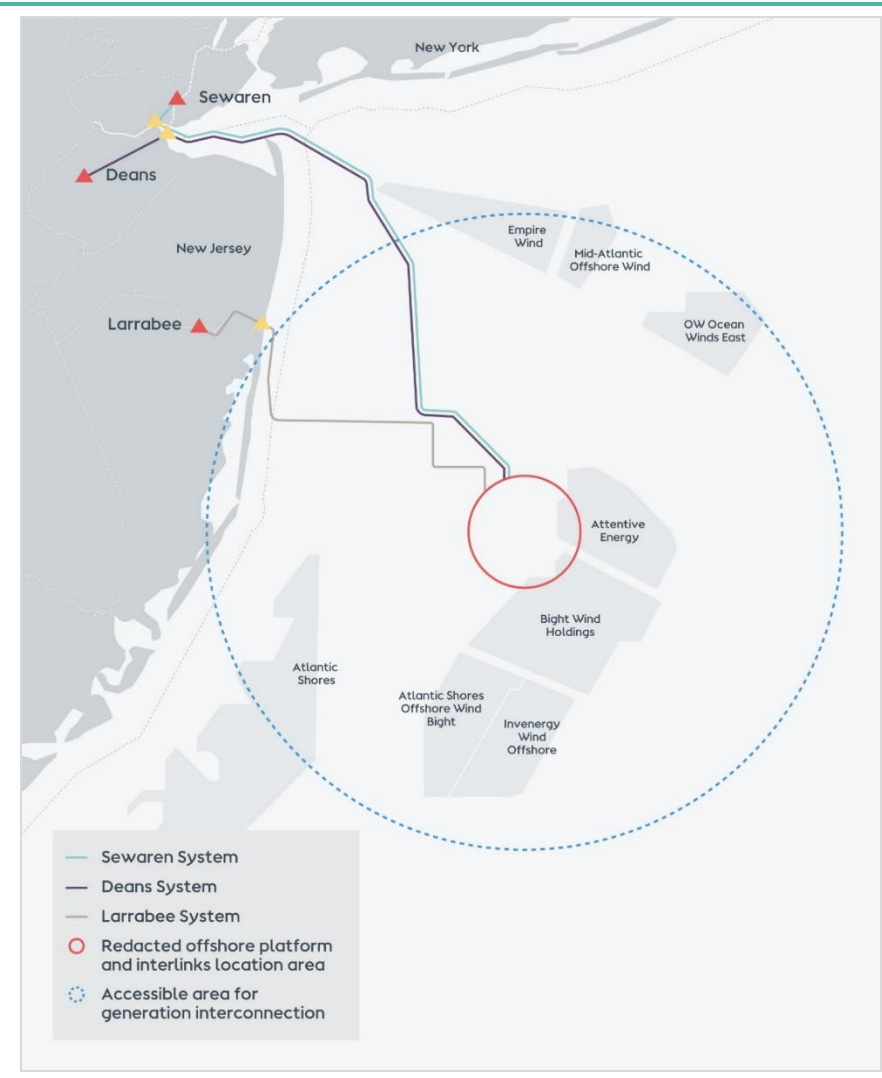 New York
Sewaren
Deans
Empire
Wind
New Jersey
Mid-Atlantic
Offshore Wind
Larrabee
OW Ocean
Winds East
Attentive
Energy
Bight Wind
Holdings
Atlantic
Shores
Atlantic Shores
Offshore Wind
Bight
Invenergy
Wind
Offshore
Sewaren System
Deans System
Larrabee System
Redacted offshore platform
and interlinks location area
Accessible area for
generation interconnection